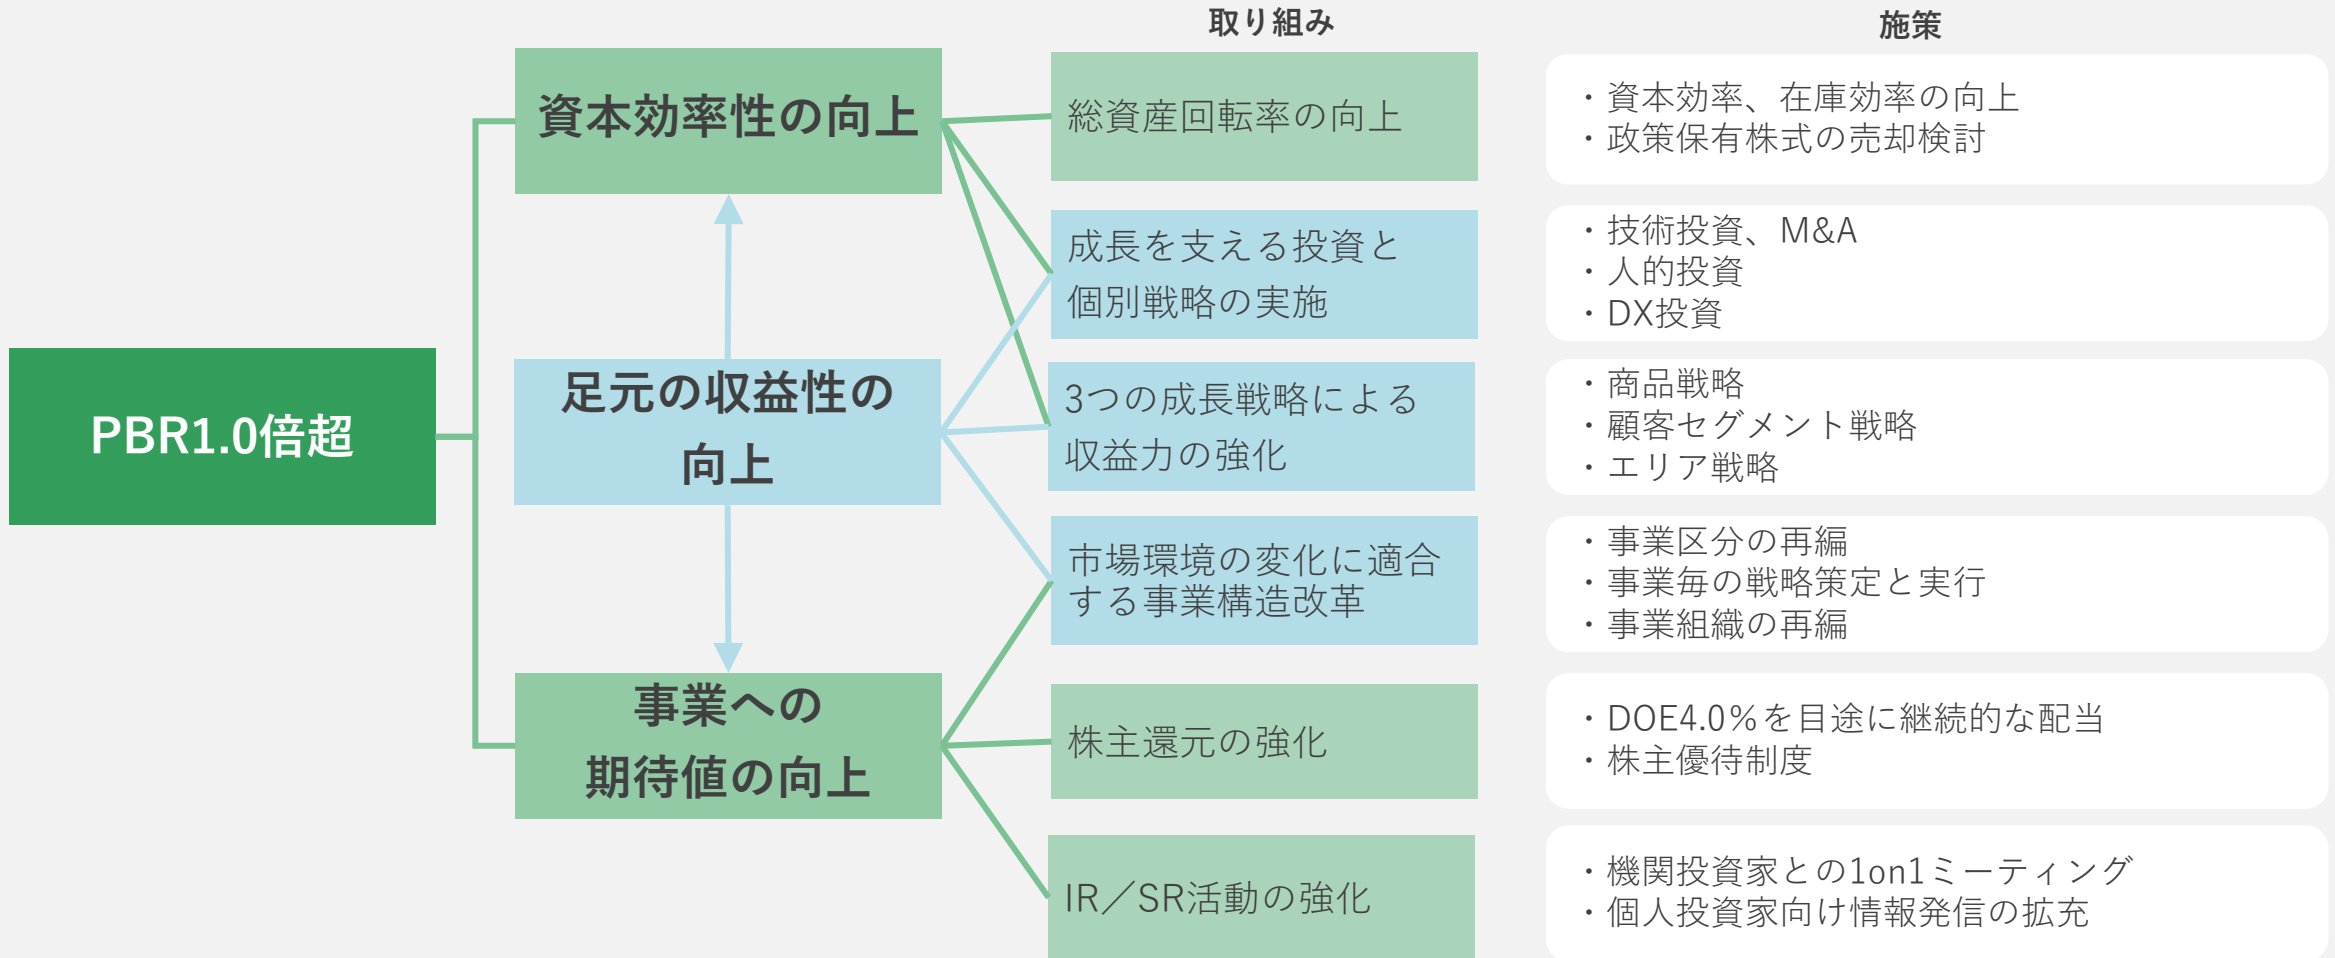 取り組み
施策
PBR1.0倍超
資本効率性の向上
足元の収益性の
向上
事業への
期待値の向上
総資産回転率の向上
・資本効率、在庫効率の向上
・政策保有株式の売却検討
成長を支える投資と
個別戦略の実施
・技術投資、M&A
・人的投資
・DX投資
3つの成長戦略による
収益力の強化
・商品戦略
・顧客セグメント戦略
・エリア戦略
市場環境の変化に適合
する事業構造改革
・事業区分の再編
・事業毎の戦略策定と実行
・事業組織の再編
株主還元の強化
・DOE4.0％を目途に継続的な配当
・株主優待制度
IR／SR活動の強化
・機関投資家との1on1ミーティング
・個人投資家向け情報発信の拡充